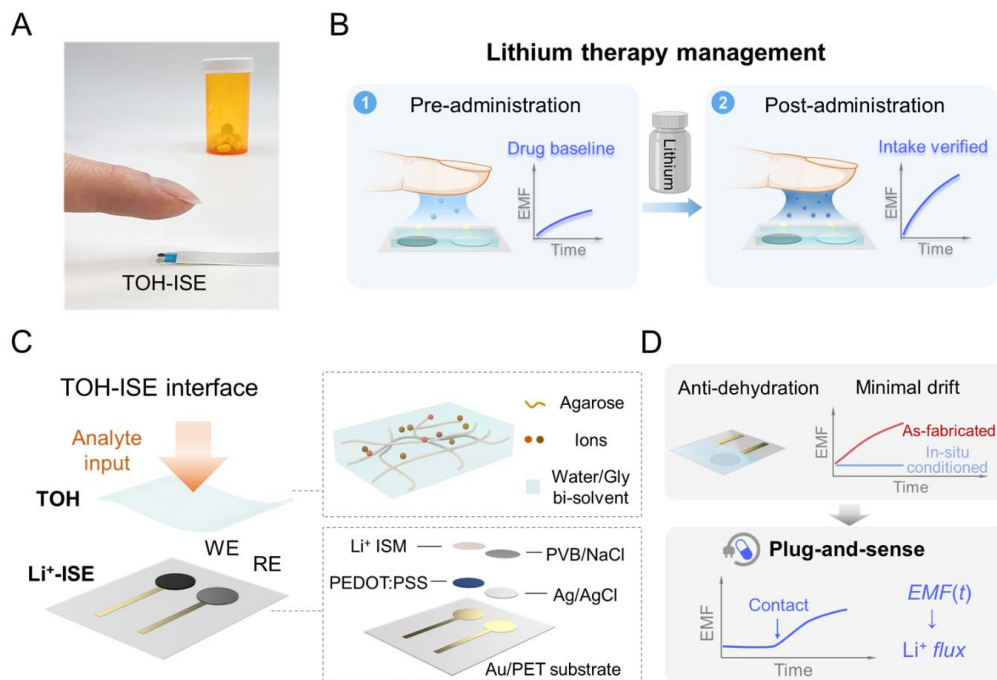 A
TOH-ISE
B
Lithium therapy management
1
Pre-administration
Drug baseline
EMF
Time
Lithium
2
Post-administration
Intake verified
EMF
Time
C
TOH-ISE interface
Analyte
input
TOH
WE
RE
Li⁺-ISE
Agarose
Ions
Water/Gly
bi-solvent
Li⁺ ISM
PVB/NaCl
PEDOT:PSS
Ag/AgCl
Au/PET substrate
D
Anti-dehydration
Minimal drift
EMF
As-fabricated
In-situ
conditioned
Time
Plug-and-sense
EMF
Contact
Time
EMF(t)
Li⁺ flux